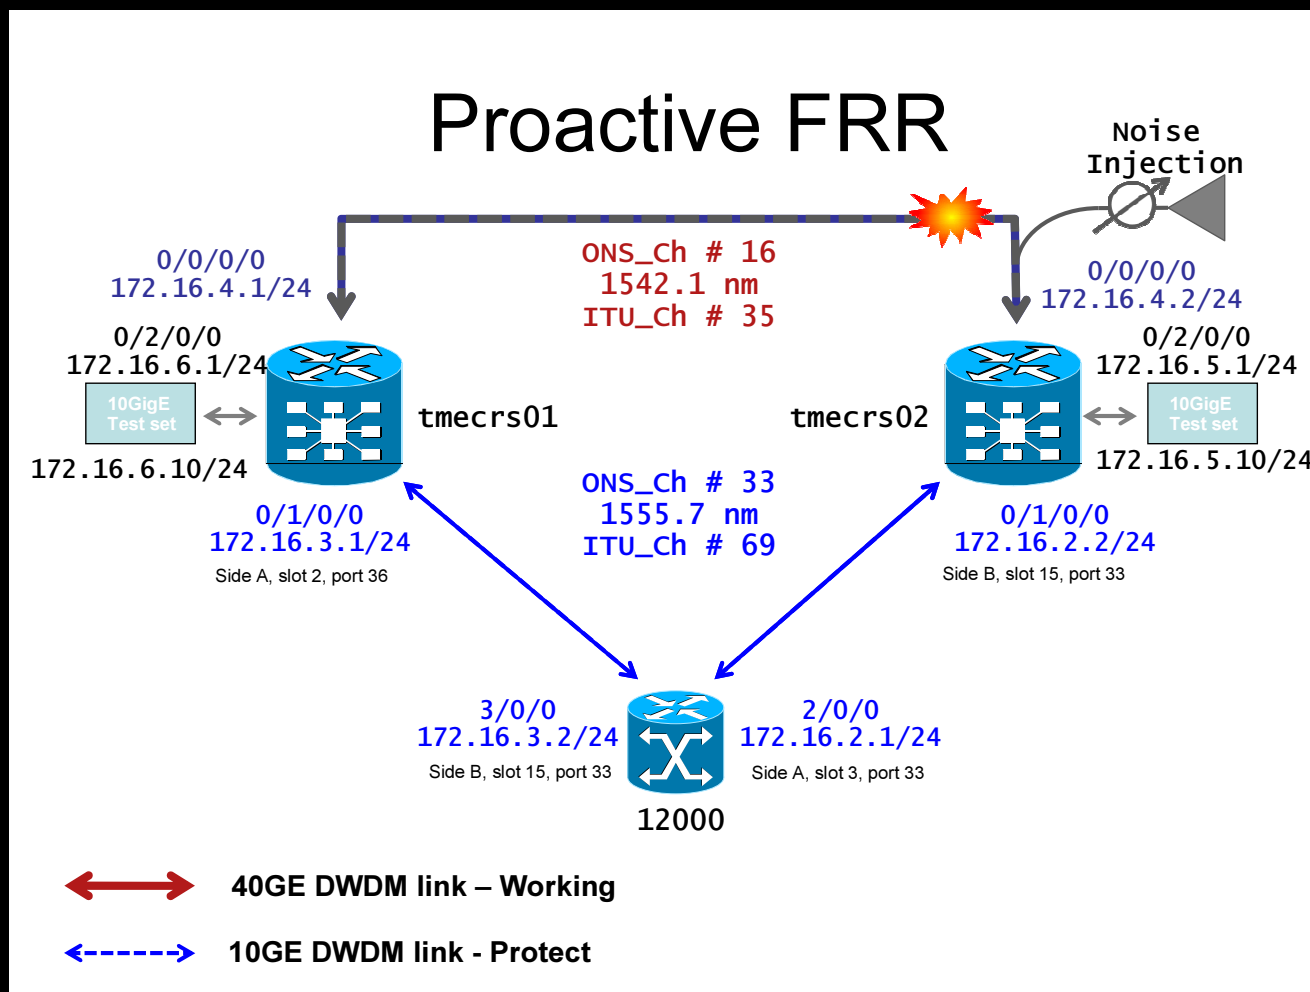 Proactive FRR
Noise
Injection
ONS_Ch # 16
1542.1 nm
ITU_Ch # 35
0/0/0/0
172.16.4.1/24
0/0/0/0
172.16.4.2/24
0/2/0/0
172.16.6.1/24
0/2/0/0
172.16.5.1/24
10GigE
Test set
tmecrs01
tmecrs02
10GigE
Test set
172.16.6.10/24
172.16.5.10/24
ONS_Ch # 33
1555.7 nm
ITU_Ch # 69
0/1/0/0
172.16.3.1/24
Side A, slot 2, port 36
0/1/0/0
172.16.2.2/24
Side B, slot 15, port 33
3/0/0
172.16.3.2/24
Side B, slot 15, port 33
2/0/0
172.16.2.1/24
Side A, slot 3, port 33
12000
40GE DWDM link – Working
10GE DWDM link - Protect